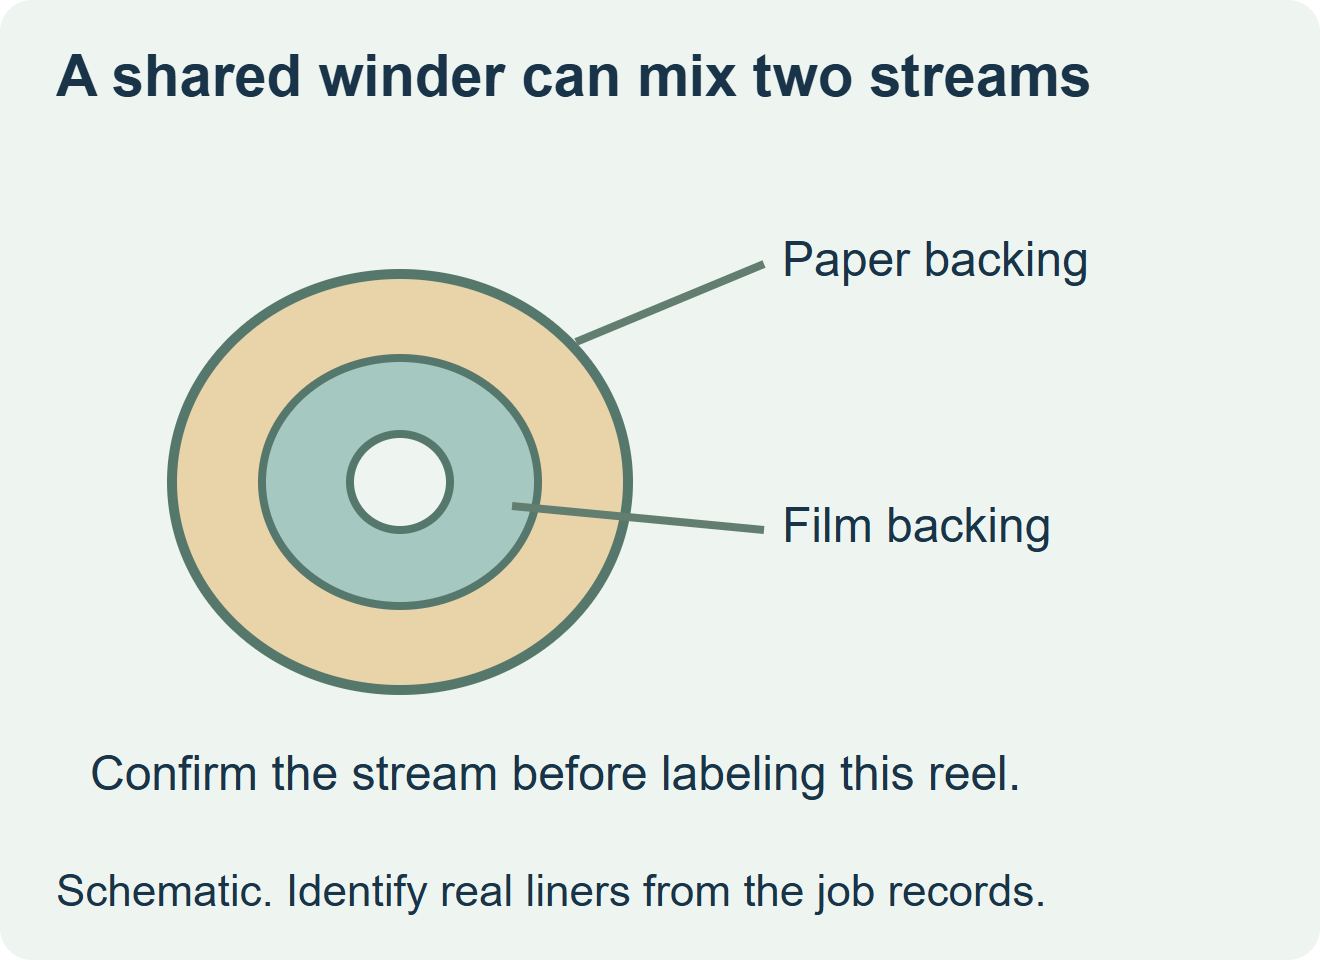 A shared winder can mix two streams
Paper backing
Film backing
Confirm the stream before labeling this reel.
Schematic. Identify real liners from the job records.